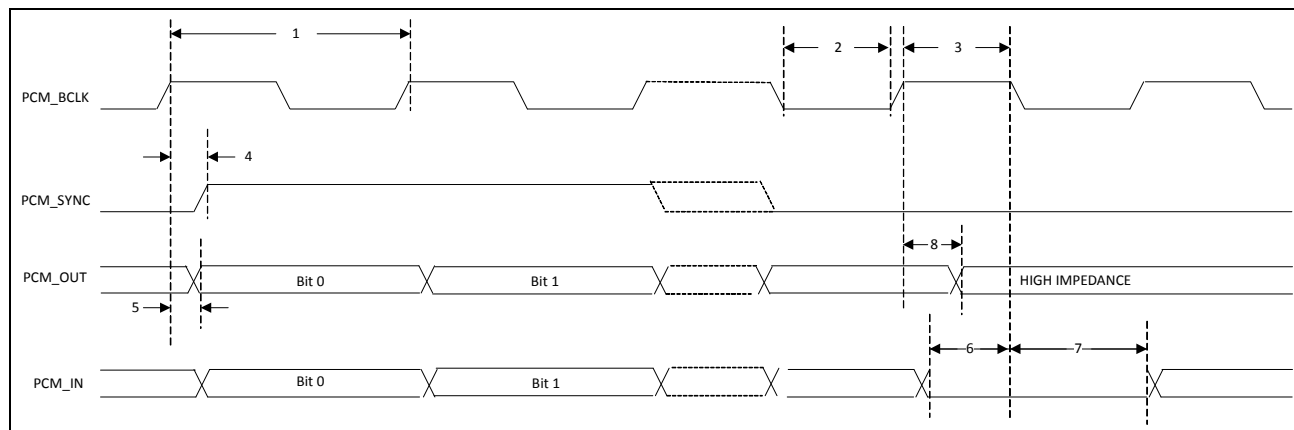 1
2
3
PCM_BCLK
4
PCM_SYNC
8
PCM_OUT
Bit 0
Bit 1
HIGH IMPEDANCE
5
6
7
PCM_IN
Bit 0
Bit 1